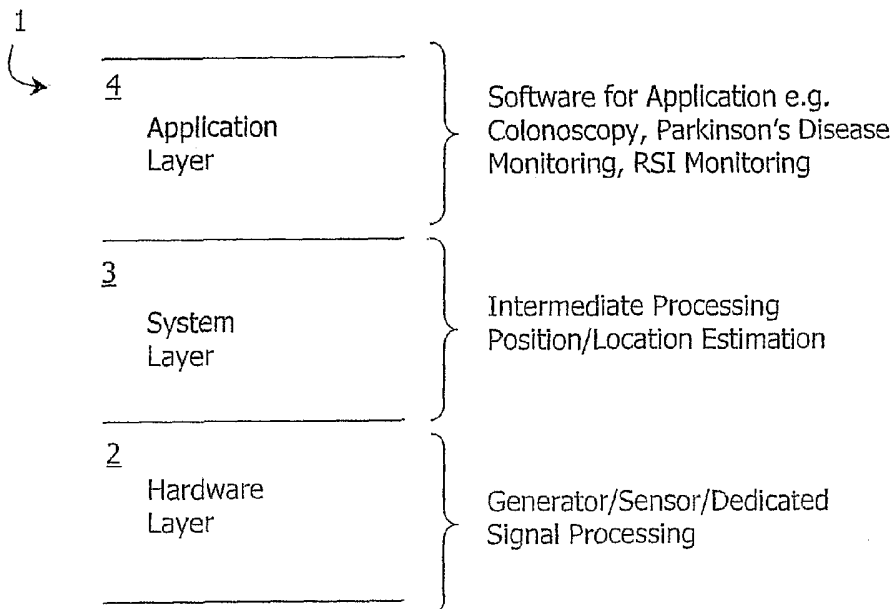 1
4
Application
Layer
Software for Application e.g.
Colonoscopy, Parkinson's Disease
Monitoring, RSI Monitoring
3
System
Layer
Intermediate Processing
Position/Location Estimation
2
Hardware
Layer
Generator/Sensor/Dedicated
Signal Processing